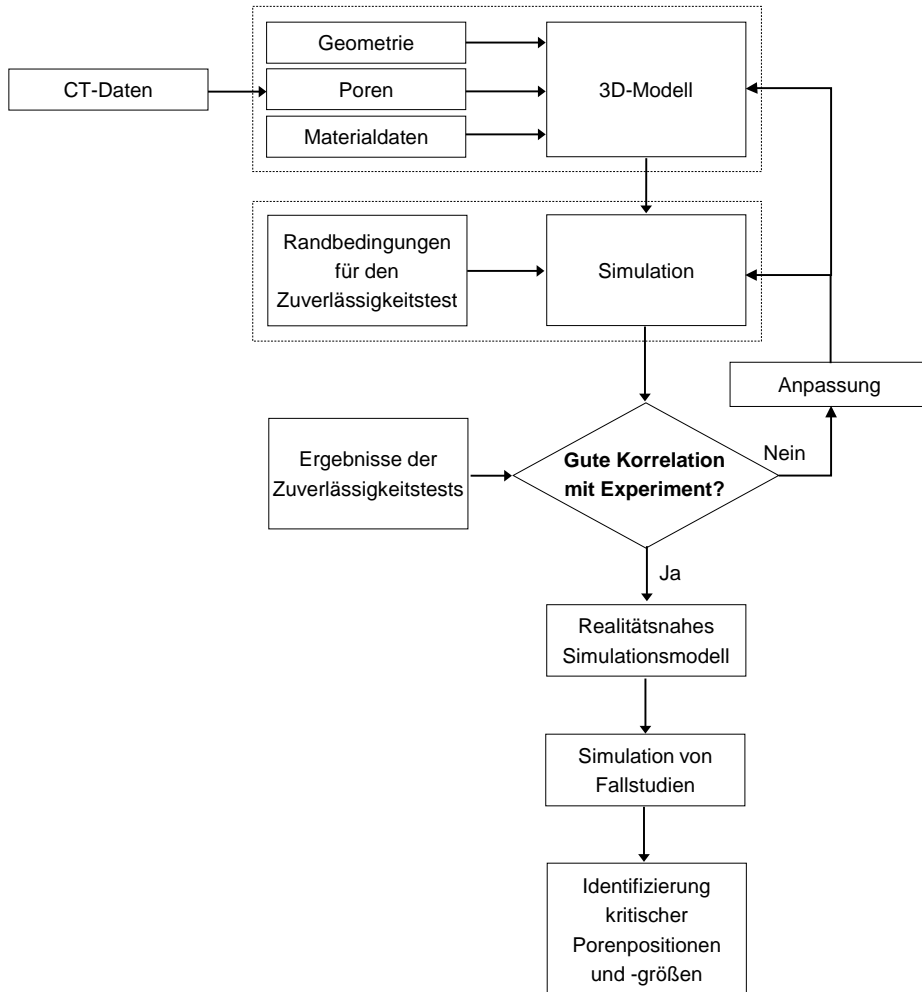 Geometrie
CT-Daten
Poren
3D-Modell
Materialdaten
Randbedingungen
für den
Zuverlässigkeitstest
Simulation
Anpassung
Ergebnisse der
Zuverlässigkeitstests
Gute Korrelation
mit Experiment?
Nein
Ja
Realitätsnahes
Simulationsmodell
Simulation von
Fallstudien
Identifizierung
kritischer
Porenpositionen
und -größen